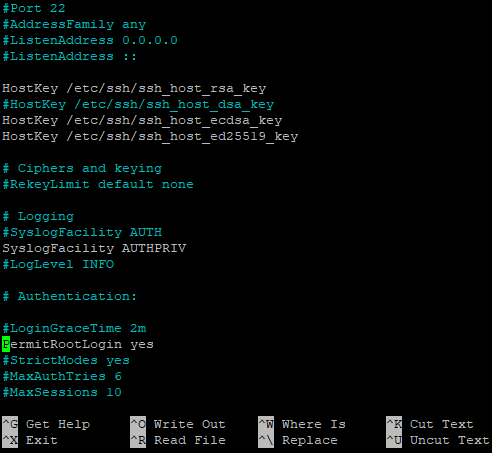 #Port 22
#AddressFamily any
#ListenAddress 0.0.0.0
#ListenAddress ::
HostKey /etc/ssh/ssh_host_rsa_key
#HostKey /etc/ssh/ssh_host_dsa_key
HostKey /etc/ssh/ssh_host_ecdsa_key
HostKey /etc/ssh/ssh_host_ed25519_key
# Ciphers and keying
#RekeyLimit default none
# Logging
#SyslogFacility AUTH
SyslogFacility AUTHPRIV
#LogLevel INFO
# Authentication:
#LoginGraceTime 2m
PermitRootLogin yes
#StrictModes yes
#MaxAuthTries 6
#MaxSessions 10
^G Get Help ^O Write Out ^W Where Is ^K Cut Text
^X Exit ^R Read File ^\ Replace ^U Uncut Text